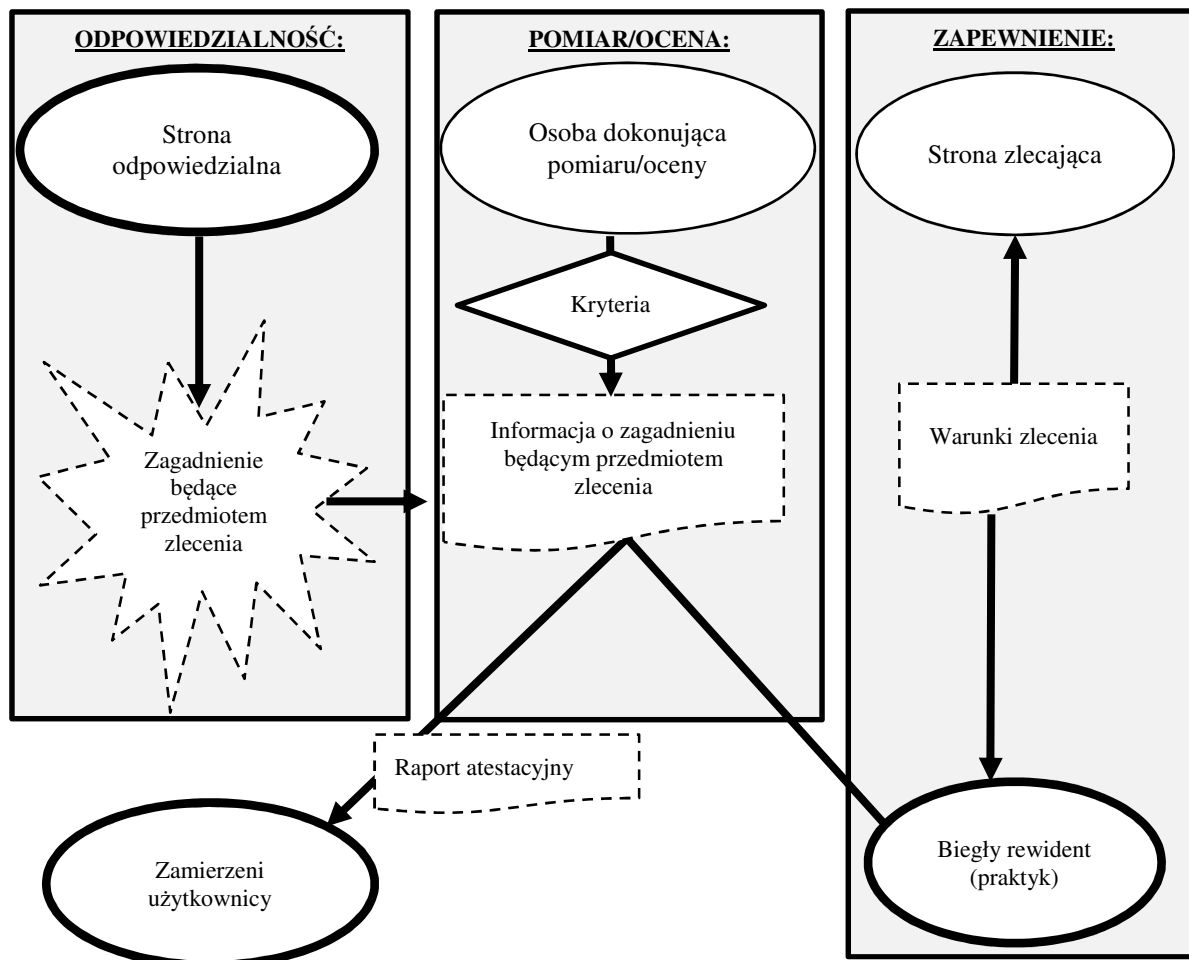 ODPOWIEDZIALNOŚĆ:
Strona
odpowiedzialna
Zagadnienie
będące
przedmiotem
zlecenia
POMIAR/OCENA:
Osoba dokonująca
pomiaru/oceny
Kryteria
Informacja o zagadnieniu
będącym przedmiotem
zlecenia
ZAPEWNIENIE:
Strona zlecająca
Warunki zlecenia
Biegły rewident
(praktyk)
Raport atestacyjny
Zamierzeni
użytkownicy